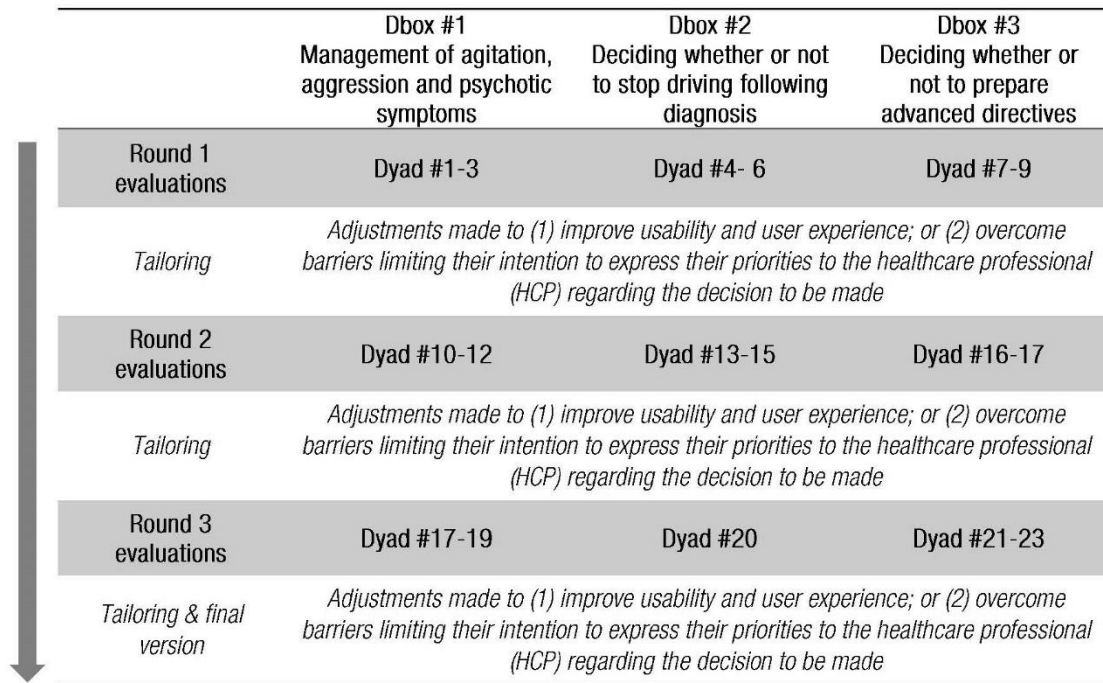 Dbox #1
Management of agitation,
aggression and psychotic
symptoms
Dbox #2
Deciding whether or not
to stop driving following
diagnosis
Dbox #3
Deciding whether or
not to prepare
advanced directives
Round 1
evaluations
Dyad #1-3
Dyad #4- 6
Dyad #7-9
Tailoring
Adjustments made to (1) improve usability and user experience; or (2) overcome
barriers limiting their intention to express their priorities to the healthcare professional
(HCP) regarding the decision to be made
Round 2
evaluations
Dyad #10-12
Dyad #13-15
Dyad #16-17
Tailoring
Adjustments made to (1) improve usability and user experience; or (2) overcome
barriers limiting their intention to express their priorities to the healthcare professional
(HCP) regarding the decision to be made
Round 3
evaluations
Dyad #17-19
Dyad #20
Dyad #21-23
Tailoring & final
version
Adjustments made to (1) improve usability and user experience; or (2) overcome
barriers limiting their intention to express their priorities to the healthcare professional
(HCP) regarding the decision to be made